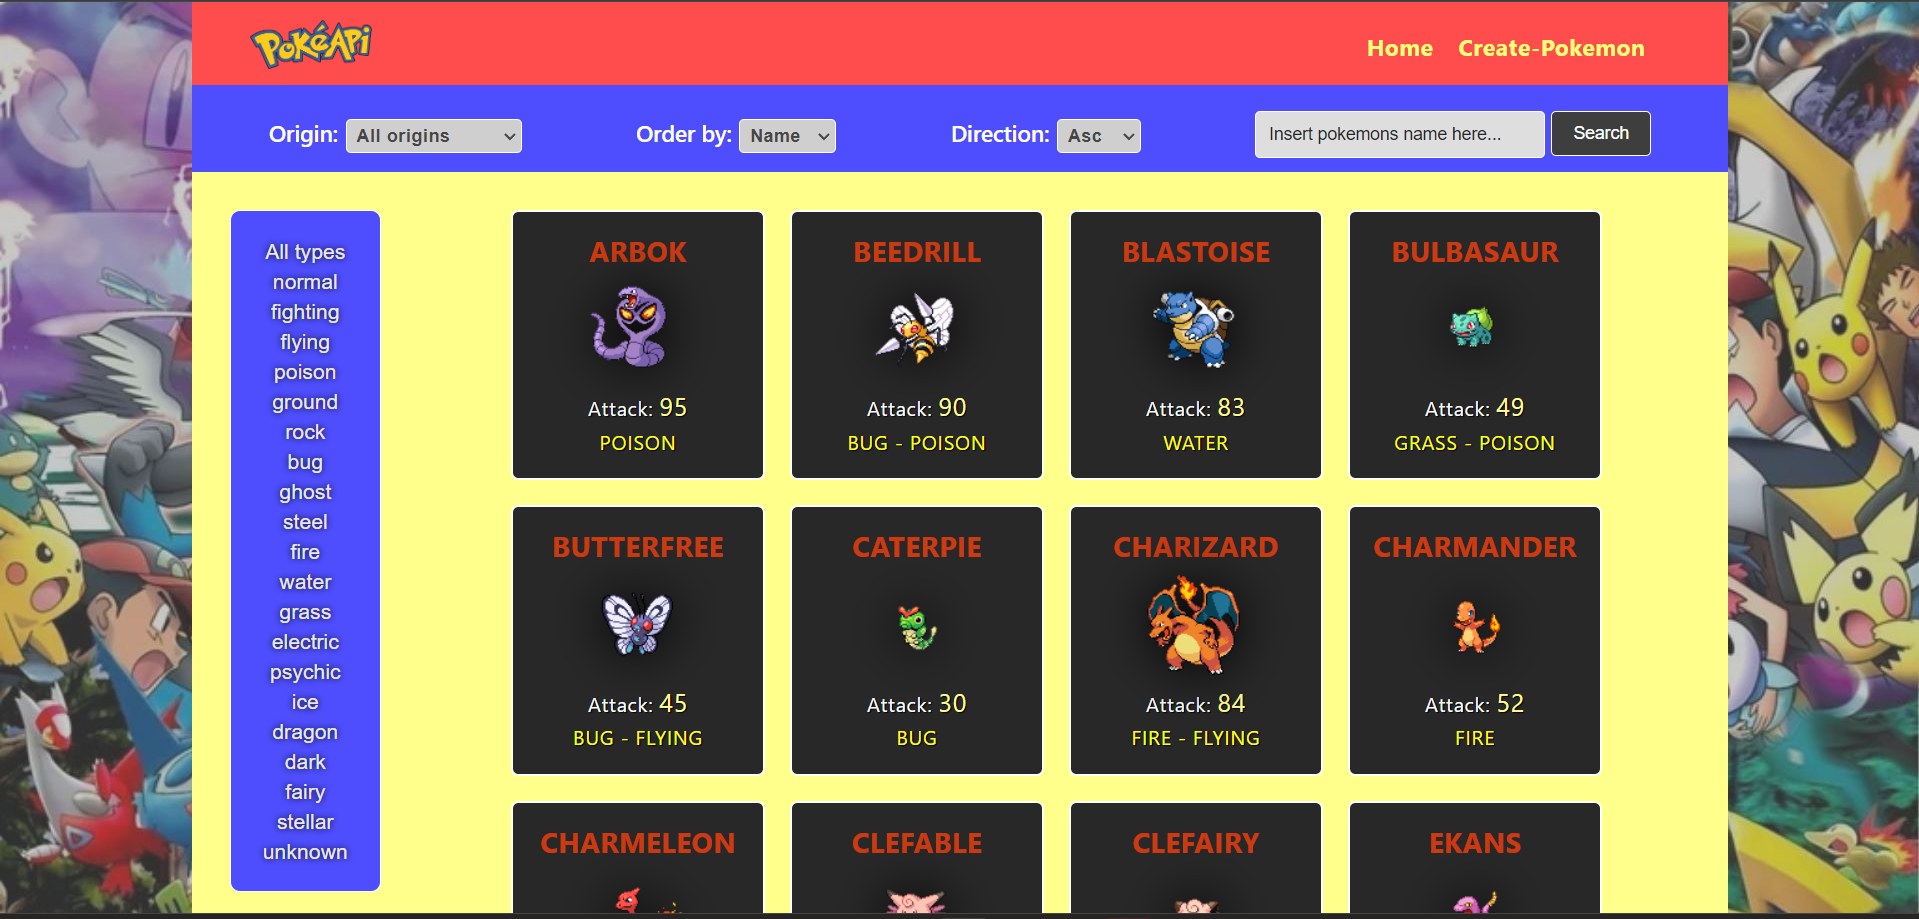 PokéApi
Home Create-Pokemon
Origin: All origins Order by: Name Direction: Asc Insert pokemons name here... Search
All types
normal
fighting
flying
poison
ground
rock
bug
ghost
steel
fire
water
grass
electric
psychic
ice
dragon
dark
fairy
stellar
unknown
ARBOK
Attack: 95
POISON
BEEDRILL
Attack: 90
BUG - POISON
BLASTOISE
Attack: 83
WATER
BULBASAUR
Attack: 49
GRASS - POISON
BUTTERFREE
Attack: 45
BUG - FLYING
CATERPIE
Attack: 30
BUG
CHARIZARD
Attack: 84
FIRE - FLYING
CHARMANDER
Attack: 52
FIRE
CHARMELEON
CLEFABLE
CLEFAIRY
EKANS